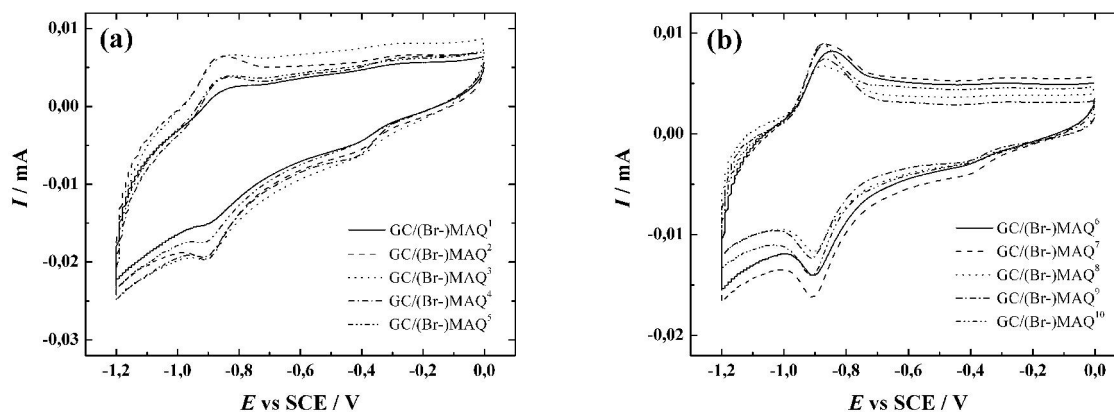 (a)
0,01
0,00
-0,01
-0,02
-0,03
I / mA
GC/(Br-)MAQ¹
GC/(Br-)MAQ²
GC/(Br-)MAQ³
GC/(Br-)MAQ⁴
GC/(Br-)MAQ⁵
-1,2 -1,0 -0,8 -0,6 -0,4 -0,2 0,0
E vs SCE / V
(b)
0,01
0,00
-0,01
-0,02
I / mA
GC/(Br-)MAQ⁶
GC/(Br-)MAQ⁷
GC/(Br-)MAQ⁸
GC/(Br-)MAQ⁹
GC/(Br-)MAQ¹⁰
-1,2 -1,0 -0,8 -0,6 -0,4 -0,2 0,0
E vs SCE / V